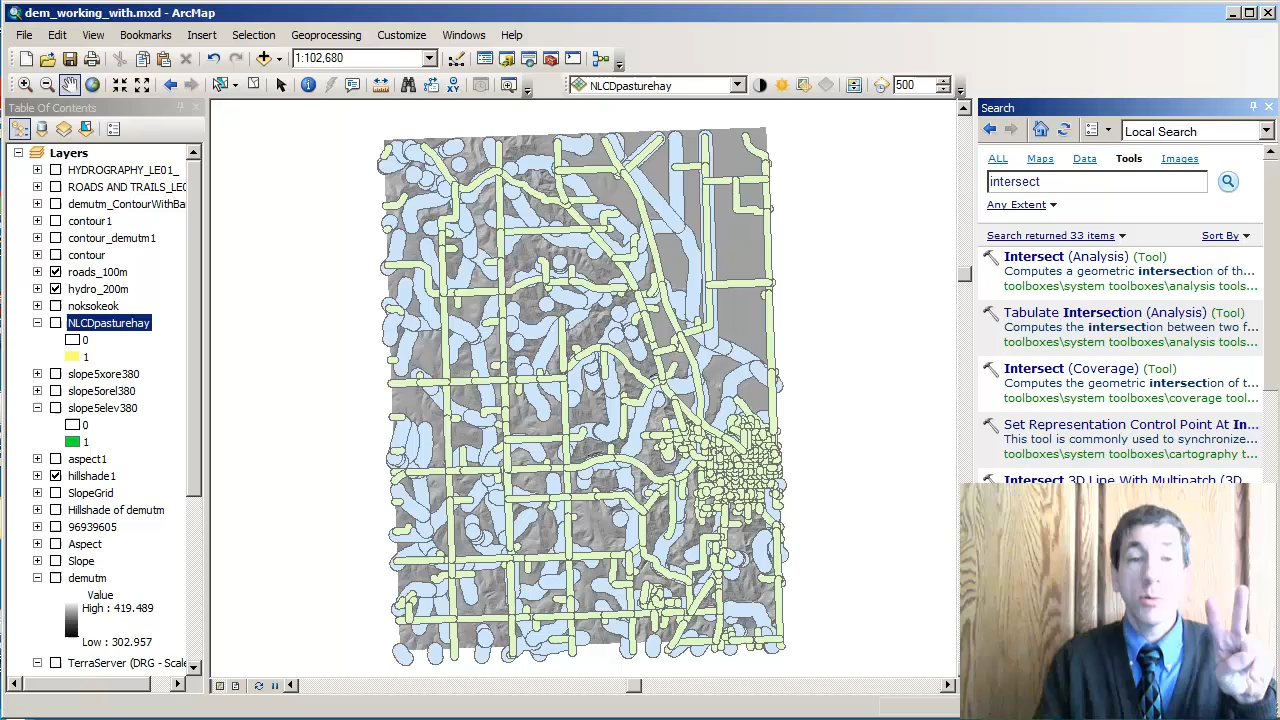 dem_working_with.mxd - ArcMap
File Edit View Bookmarks Insert Selection Geoprocessing Customize Windows Help
1:102,680
NLCDpasturehay
500
Table Of Contents
Layers
HYDROGRAPHY_LE01_
ROADS AND TRAILS_LE0
demutm_ContourWithBa
contour1
contour_demutm1
contour
roads_100m
hydro_200m
noksokeok
NLCDpasturehay
0
1
slope5xore380
slope5orel380
slope5elev380
0
1
aspect1
hillshade1
SlopeGrid
Hillshade of demutm
96939605
Aspect
Slope
demutm
Value
High : 419.489
Low : 302.957
TerraServer (DRG - Scale
Search
Local Search
ALL Maps Data Tools Images
intersect
Any Extent
Search returned 33 items Sort By
Intersect (Analysis) (Tool)
Computes a geometric intersection of th...
toolboxes\system toolboxes\analysis tools...
Tabulate Intersection (Analysis) (Tool)
Computes the intersection between two f...
toolboxes\system toolboxes\analysis tools...
Intersect (Coverage) (Tool)
Computes the geometric intersection of t...
toolboxes\system toolboxes\coverage tool...
Set Representation Control Point At In...
This tool is commonly used to synchronize...
toolboxes\system toolboxes\cartography t...
Intersect 3D Line With Multipatch (3D